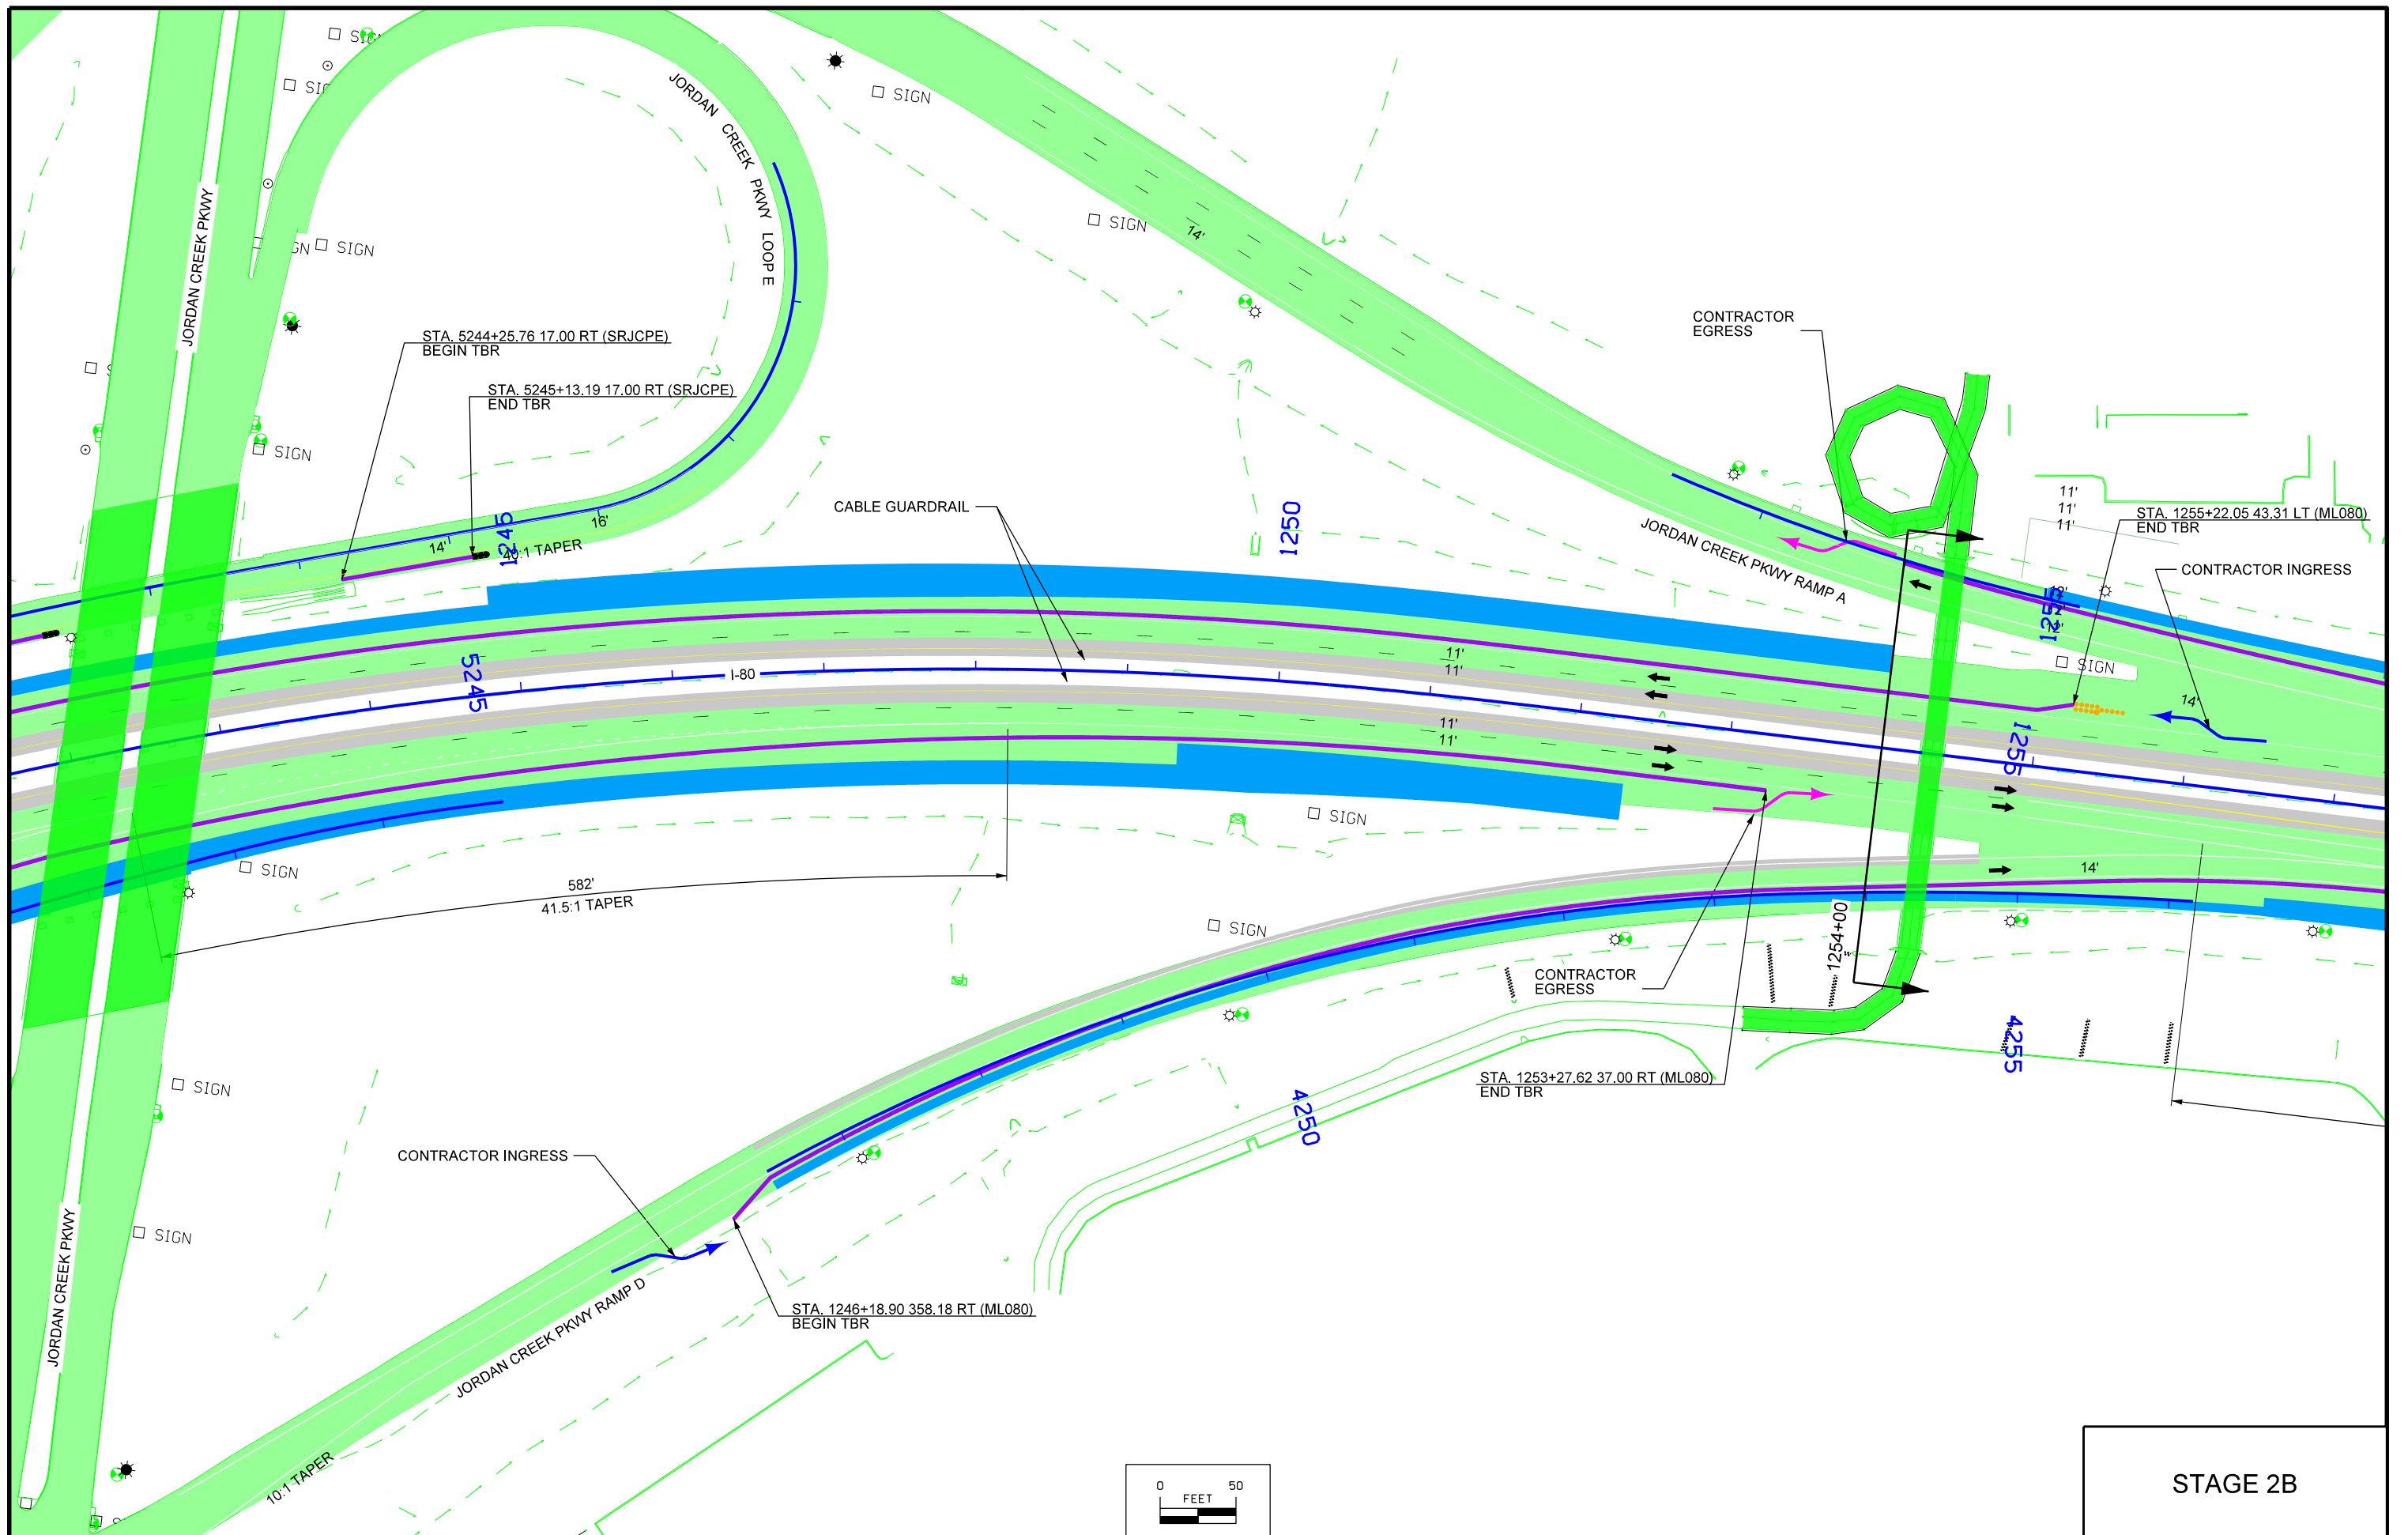 SIGN
JORDAN CREEK PKWY LOOP E
SIGN
JORDAN CREEK PKWY
SIGN
SIGN
14'
CONTRACTOR
EGRESS
STA. 5244+25.76 17.00 RT (SRJCPE)
BEGIN TBR
STA. 5245+13.19 17.00 RT (SRJCPE)
END TBR
SIGN
CABLE GUARDRAIL
1245
16'
14'
40:1 TAPER
1250
JORDAN CREEK PKWY RAMP A
11'
11'
11'
STA. 1255+22.05 43.31 LT (ML080)
END TBR
CONTRACTOR INGRESS
12'
12'
1255
SIGN
14'
5245
I-80
11'
11'
11'
11'
1255
SIGN
SIGN
582'
41.5:1 TAPER
14'
SIGN
1254+00
CONTRACTOR
EGRESS
4255
STA. 1253+27.62 37.00 RT (ML080)
END TBR
4250
SIGN
CONTRACTOR INGRESS
SIGN
JORDAN CREEK PKWY
STA. 1246+18.90 358.18 RT (ML080)
BEGIN TBR
JORDAN CREEK PKWY RAMP D
10:1 TAPER
0 50
FEET
STAGE 2B